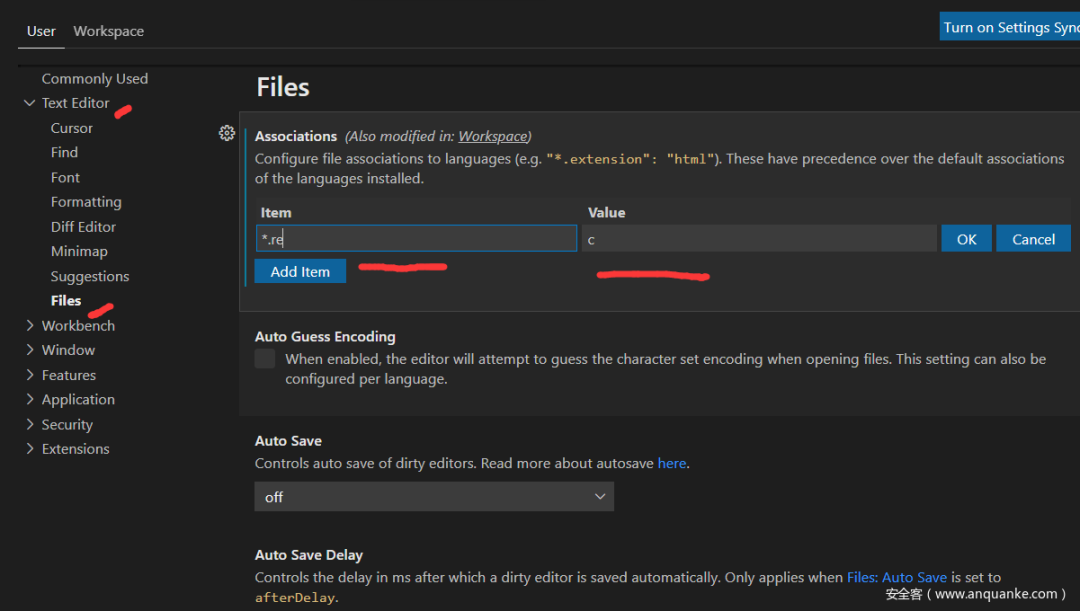 User Workspace
Turn on Settings Sync
Commonly Used
Text Editor
Cursor
Find
Font
Formatting
Diff Editor
Minimap
Suggestions
Files
Workbench
Window
Features
Application
Security
Extensions
Files
Associations (Also modified in: Workspace)
Configure file associations to languages (e.g. "*.extension": "html"). These have precedence over the default associations
of the languages installed.
Item Value
*.re c OK Cancel
Add Item
Auto Guess Encoding
When enabled, the editor will attempt to guess the character set encoding when opening files. This setting can also be
configured per language.
Auto Save
Controls auto save of dirty editors. Read more about autosave here.
off
Auto Save Delay
Controls the delay in ms after which a dirty editor is saved automatically. Only applies when Files: Auto Save is set to
afterDelay.
安全客（www.anquanke.com）